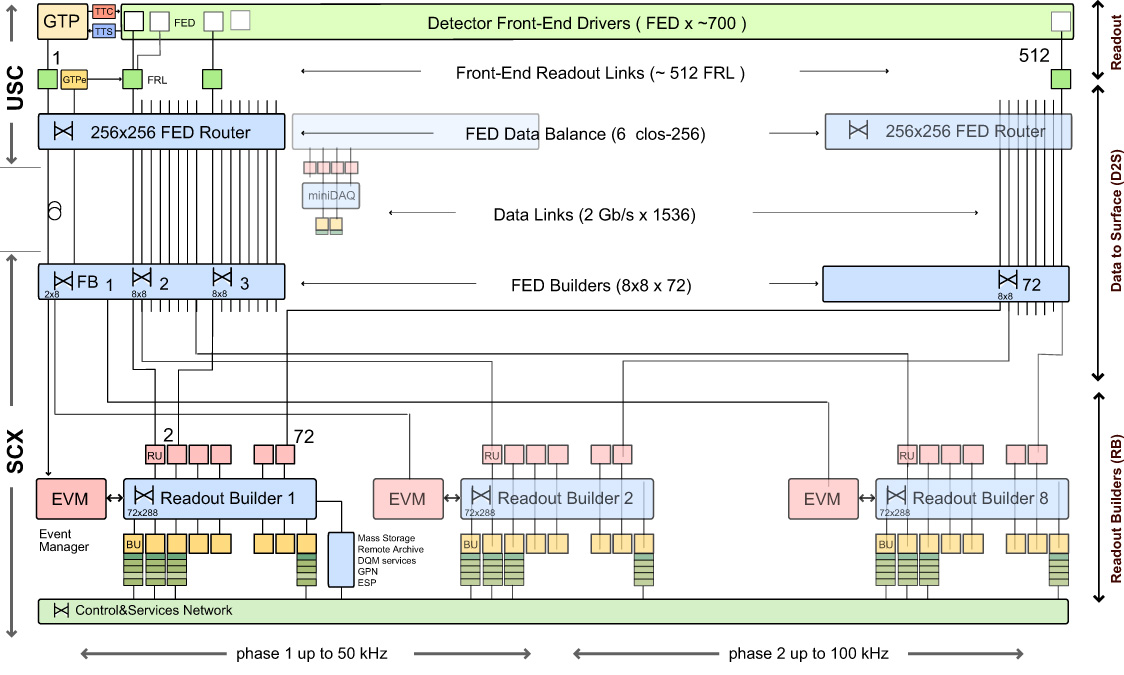 GTP
TTC
TTS
FED
Detector Front-End Drivers ( FED x ~700 )
Readout
1
512
GTPe
FRL
Front-End Readout Links (~ 512 FRL )
USC
256x256 FED Router
FED Data Balance (6 clos-256)
256x256 FED Router
miniDAQ
Data Links (2 Gb/s x 1536)
Data to Surface (D2S)
FB 1
2x8
2
8x8
3
8x8
FED Builders (8x8 x 72)
72
8x8
SCX
2
72
RU
RU
RU
EVM
Readout Builder 1
72x288
EVM
Readout Builder 2
72x288
EVM
Readout Builder 8
72x288
Readout Builders (RB)
Event
Manager
BU
Mass Storage
Remote Archive
DQM services
GPN
ESP
BU
BU
Control&Services Network
phase 1 up to 50 kHz
phase 2 up to 100 kHz